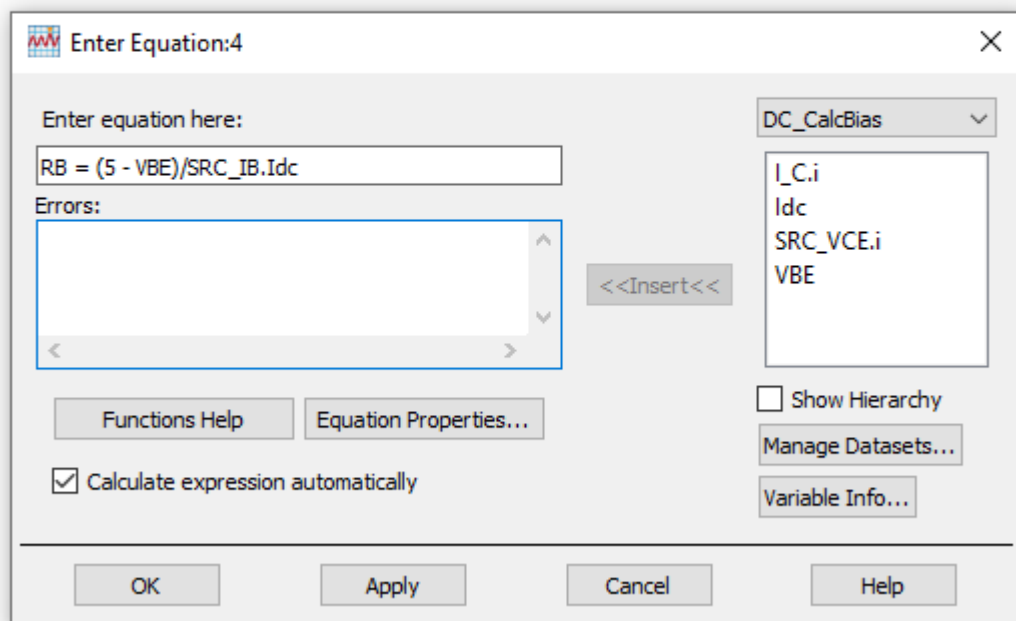 Enter Equation:4
Enter equation here:
RB = (5 - VBE)/SRC_IB.Idc
Errors:
<<Insert<<
DC_CalcBias
I_C.i
Idc
SRC_VCE.i
VBE
Functions Help
Equation Properties...
Calculate expression automatically
Show Hierarchy
Manage Datasets...
Variable Info...
OK
Apply
Cancel
Help